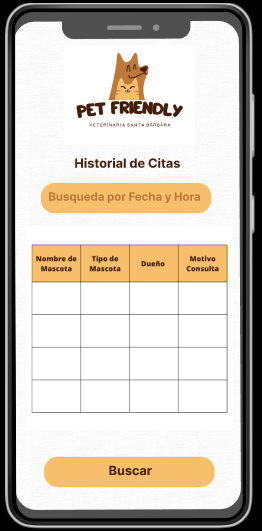 PET FRIENDLY
VETERINARIA SANTA BÁRBARA
Historial de Citas
Busqueda por Fecha y Hora
Nombre de Mascota
Tipo de Mascota
Dueño
Motivo Consulta
Buscar